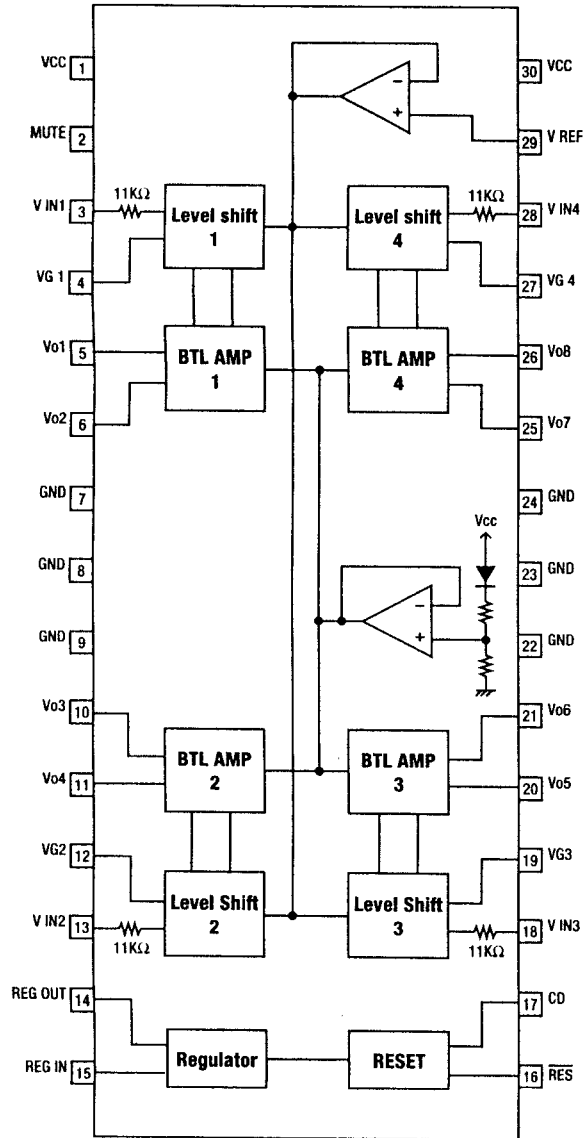 VCC 1
30 VCC
-
+
MUTE 2
29 V REF
11KΩ
11KΩ
V IN1 3
Level shift
1
Level shift
4
28 V IN4
VG 1 4
27 VG 4
Vo1 5
BTL AMP
1
BTL AMP
4
26 Vo8
Vo2 6
25 Vo7
GND 7
24 GND
Vcc
GND 8
23 GND
-
+
GND 9
22 GND
Vo3 10
21 Vo6
BTL AMP
2
BTL AMP
3
Vo4 11
20 Vo5
VG2 12
19 VG3
Level Shift
2
Level Shift
3
V IN2 13
18 V IN3
11KΩ
11KΩ
REG OUT 14
17 CD
Regulator
RESET
REG IN 15
16 RES